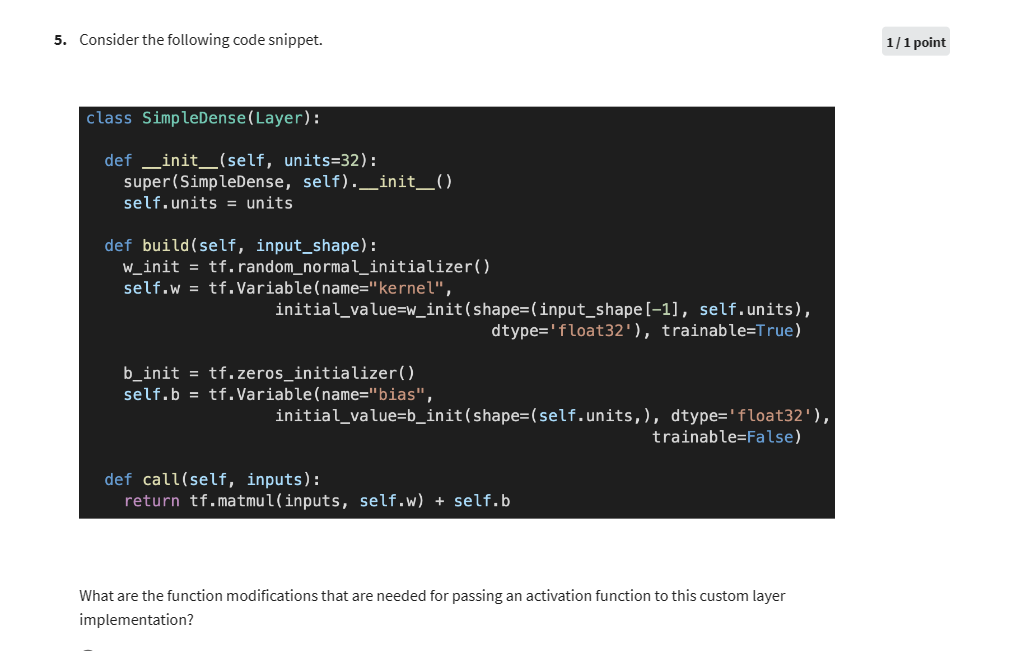 5. Consider the following code snippet.
1 / 1 point
class SimpleDense(Layer):
def __init__(self, units=32):
super(SimpleDense, self).__init__()
self.units = units
def build(self, input_shape):
w_init = tf.random_normal_initializer()
self.w = tf.Variable(name="kernel",
initial_value=w_init(shape=(input_shape[-1], self.units),
dtype='float32'), trainable=True)
b_init = tf.zeros_initializer()
self.b = tf.Variable(name="bias",
initial_value=b_init(shape=(self.units,), dtype='float32'),
trainable=False)
def call(self, inputs):
return tf.matmul(inputs, self.w) + self.b
What are the function modifications that are needed for passing an activation function to this custom layer
implementation?